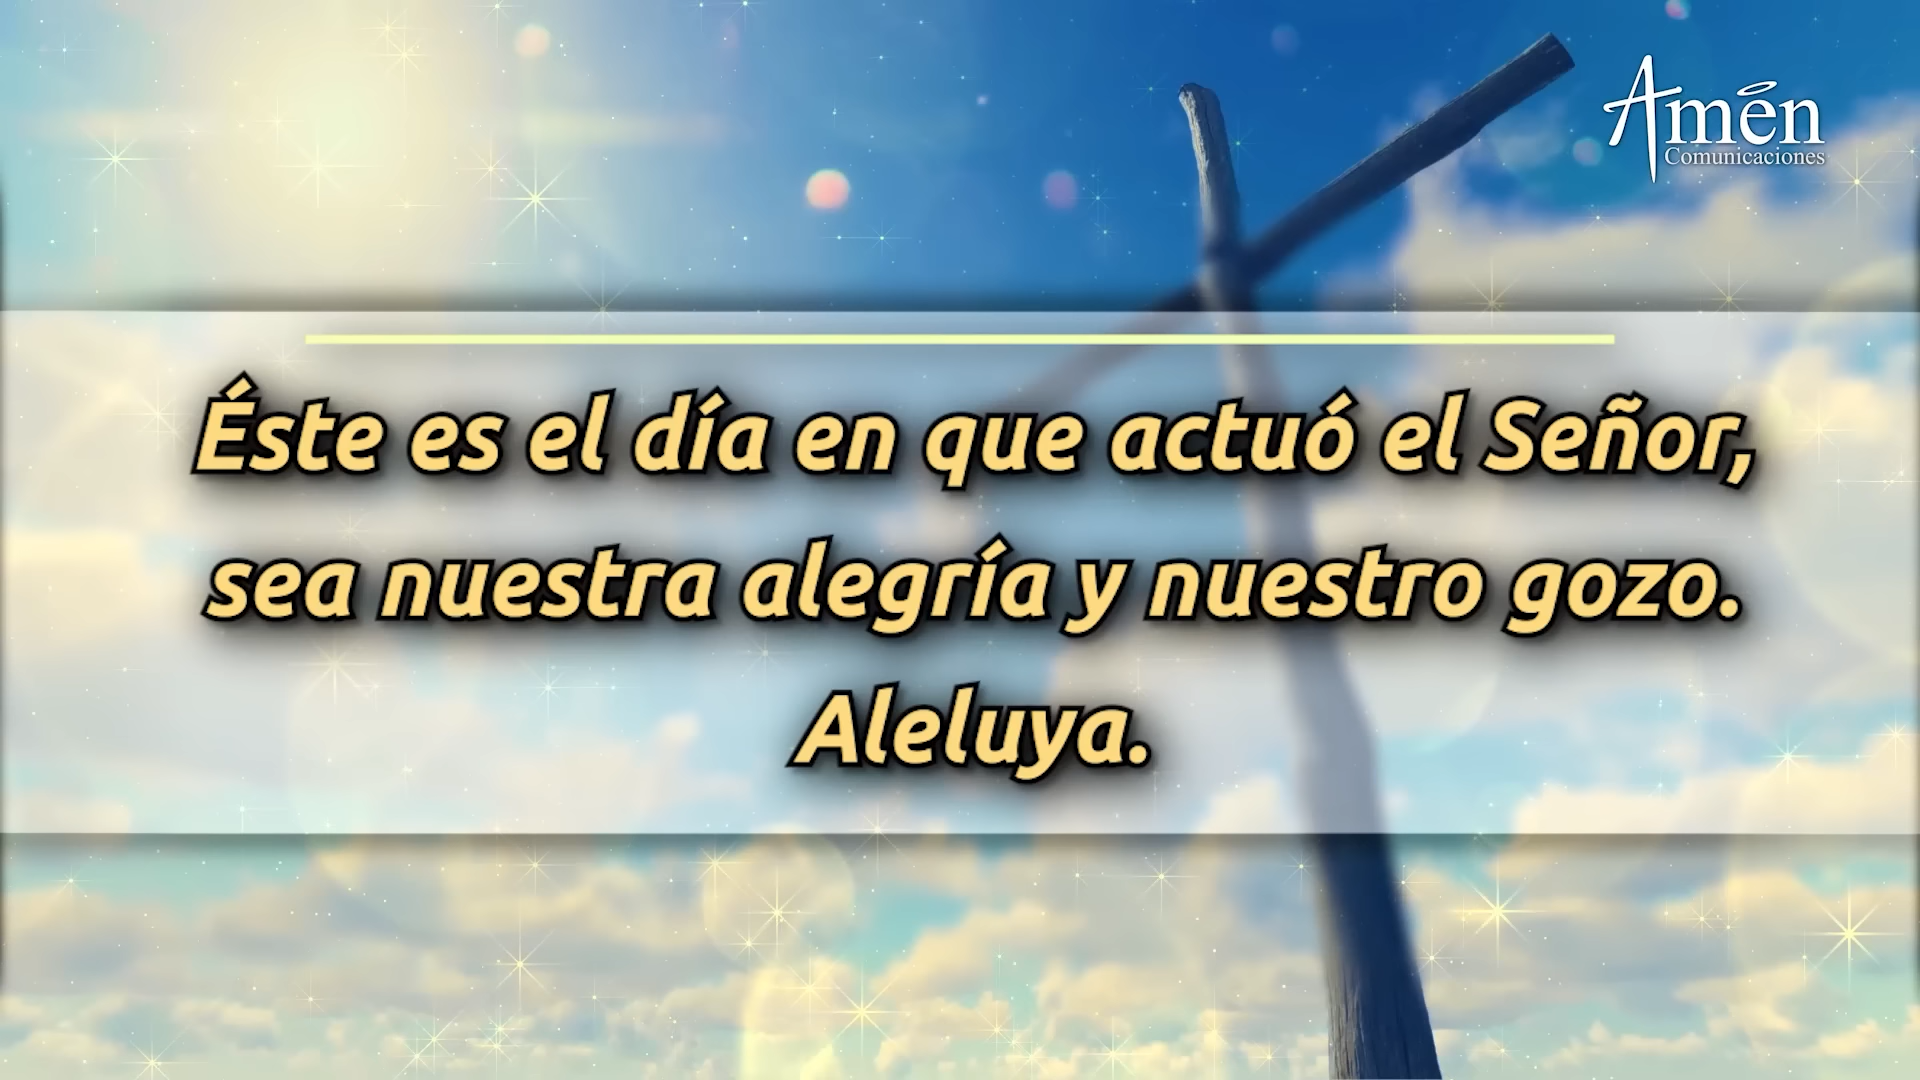 Amén
Comunicaciones
Éste es el día en que actuó el Señor,
sea nuestra alegría y nuestro gozo.
Aleluya.